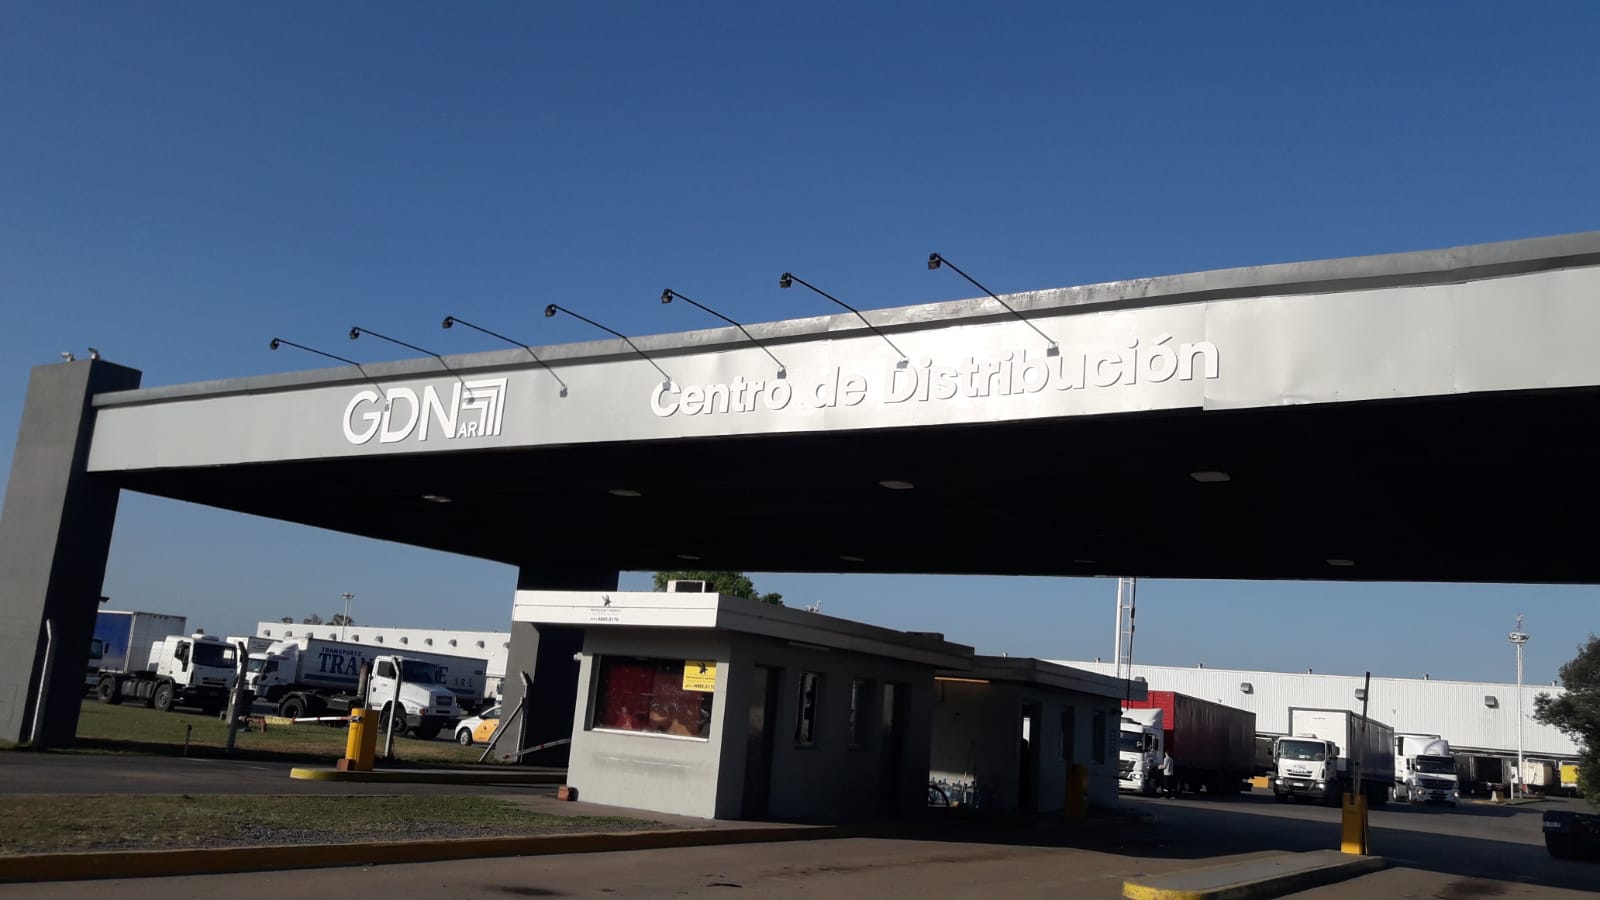 GDN AR
Centro de Distribución
TRANSPORTE
S.R.L.